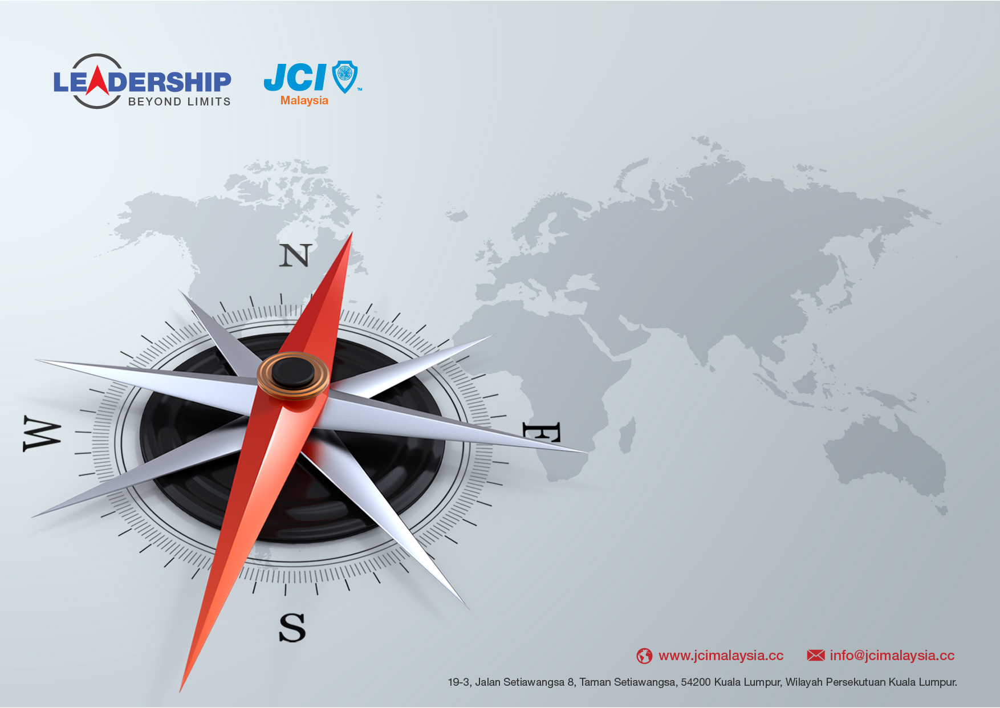 LEADERSHIP
BEYOND LIMITS
JCI ™
Malaysia
N
W
E
S
www.jcimalaysia.cc info@jcimalaysia.cc
19-3, Jalan Setiawangsa 8, Taman Setiawangsa, 54200 Kuala Lumpur, Wilayah Persekutuan Kuala Lumpur.